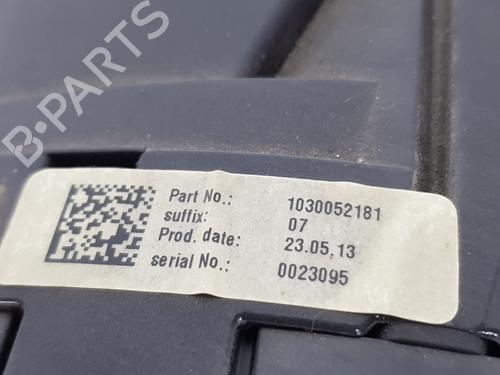 B-PARTS
Part No.: 1030052181
suffix: 07
Prod. date: 23.05.13
serial No.: 0023095